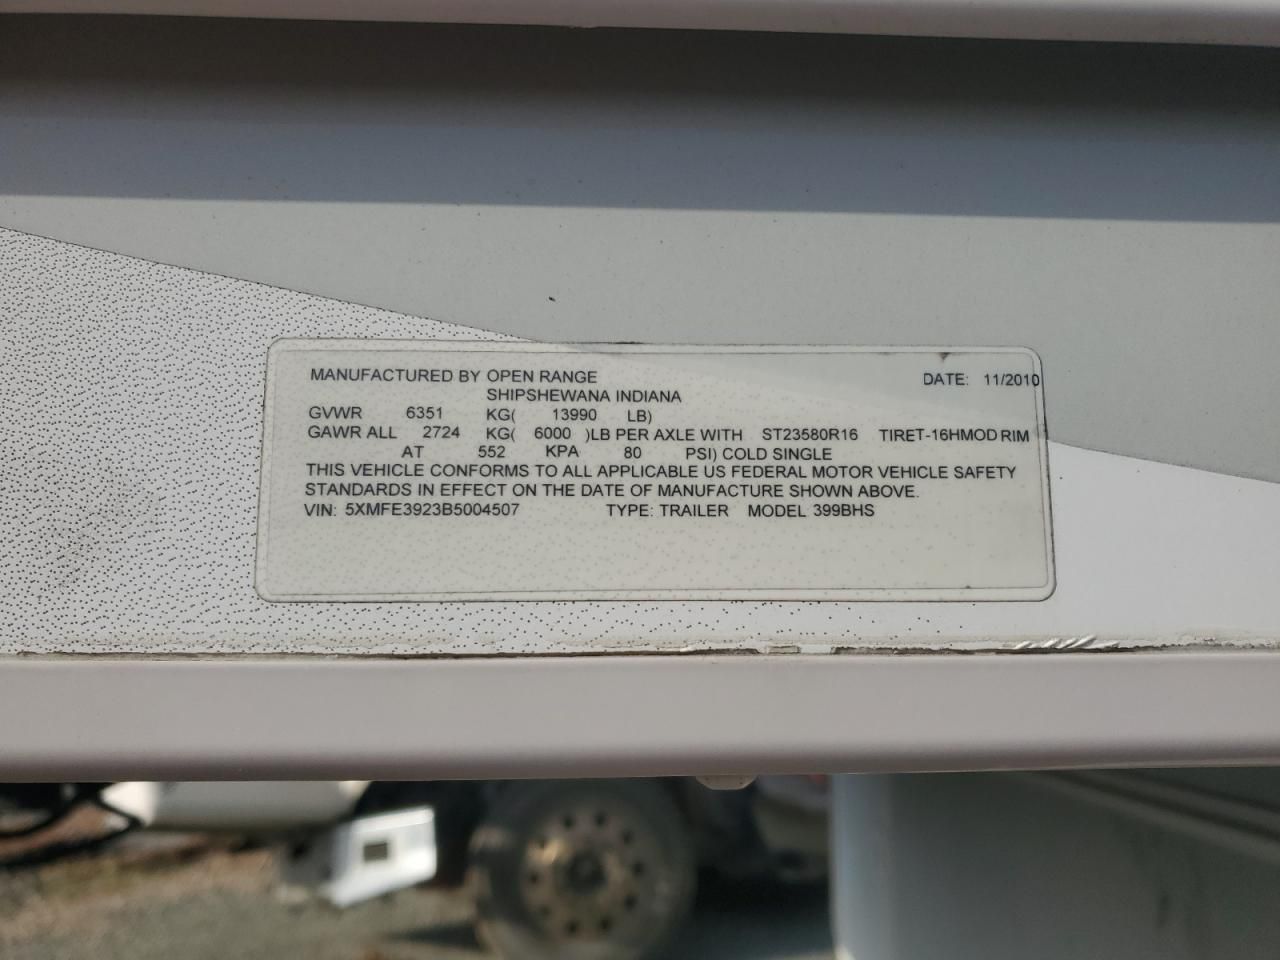 MANUFACTURED BY OPEN RANGE DATE: 11/2010
SHIPSHEWANA INDIANA
GVWR 6351 KG( 13990 LB)
GAWR ALL 2724 KG( 6000 )LB PER AXLE WITH ST23580R16 TIRET-16HMOD RIM
AT 552 KPA 80 PSI) COLD SINGLE
THIS VEHICLE CONFORMS TO ALL APPLICABLE US FEDERAL MOTOR VEHICLE SAFETY
STANDARDS IN EFFECT ON THE DATE OF MANUFACTURE SHOWN ABOVE.
VIN: 5XMFE3923B5004507 TYPE: TRAILER MODEL 399BHS